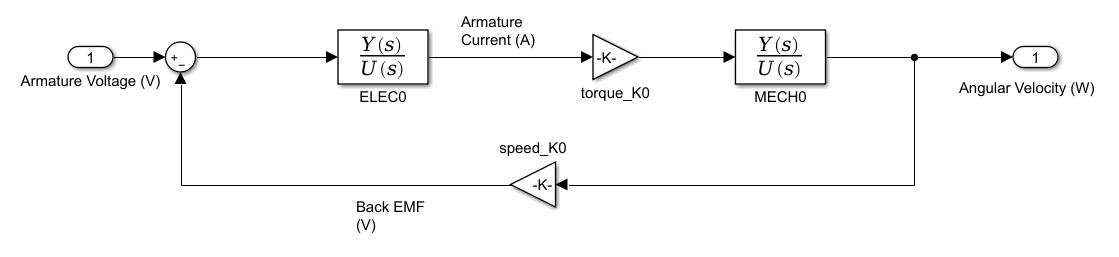 Armature
Current (A)
1
+
−
Y(s)
U(s)
-K-
Y(s)
U(s)
1
Armature Voltage (V)
ELEC0
torque_K0
MECH0
Angular Velocity (W)
speed_K0
-K-
Back EMF
(V)